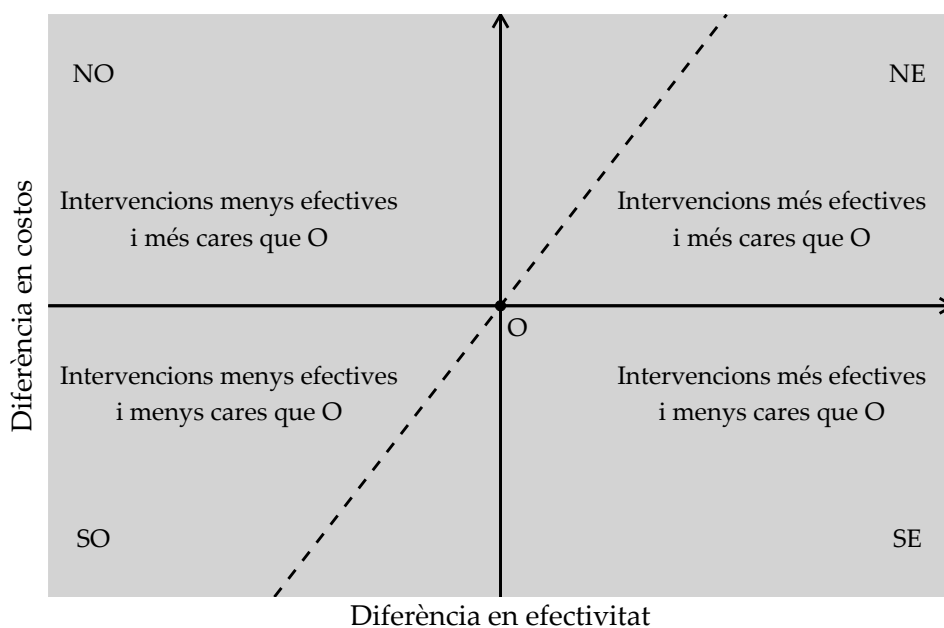 NO
NE
Intervencions menys efectives
i més cares que O
Intervencions més efectives
i més cares que O
Diferència en costos
O
Intervencions menys efectives
i menys cares que O
Intervencions més efectives
i menys cares que O
SO
SE
Diferència en efectivitat